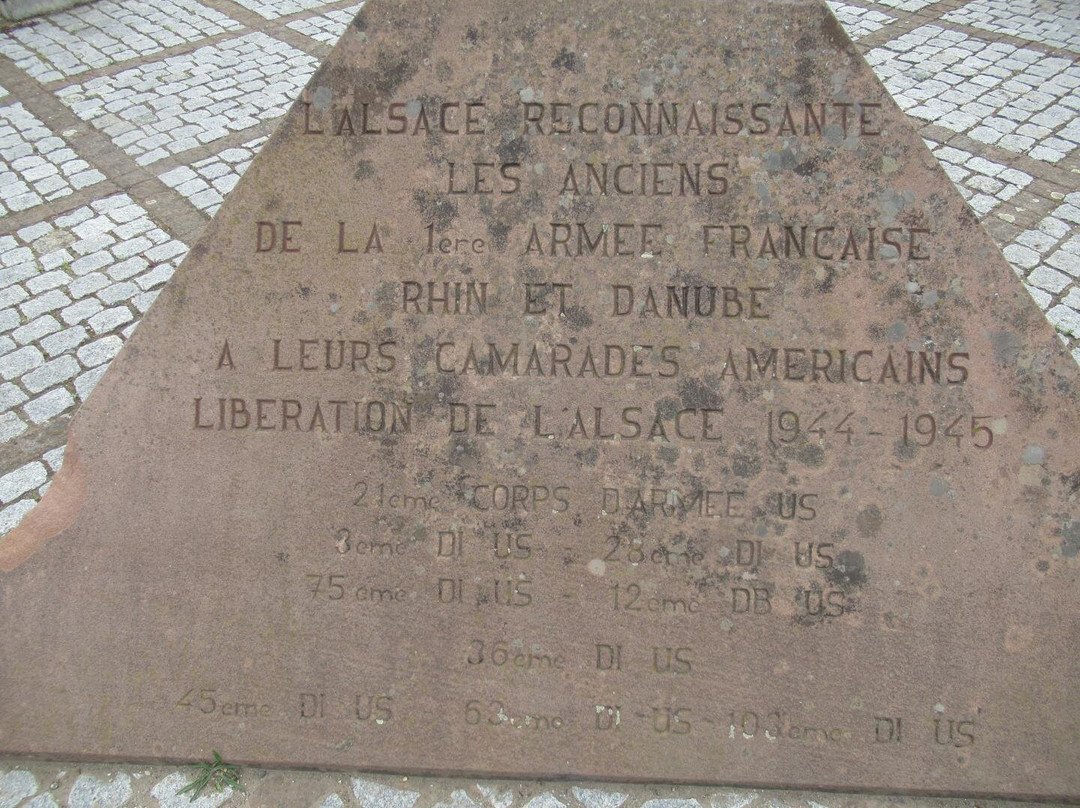 L'ALSACE RECONNAISSANTE
LES ANCIENS
DE LA 1ere ARMEE FRANCAISE
RHIN ET DANUBE
A LEURS CAMARADES AMERICAINS
LIBERATION DE L'ALSACE 1944 - 1945
21eme CORPS D'ARMEE US
3eme DI US - 28eme DI US
75eme DI US - 12eme DB US
36eme DI US
45eme DI US - 63eme DI US - 103eme DI US